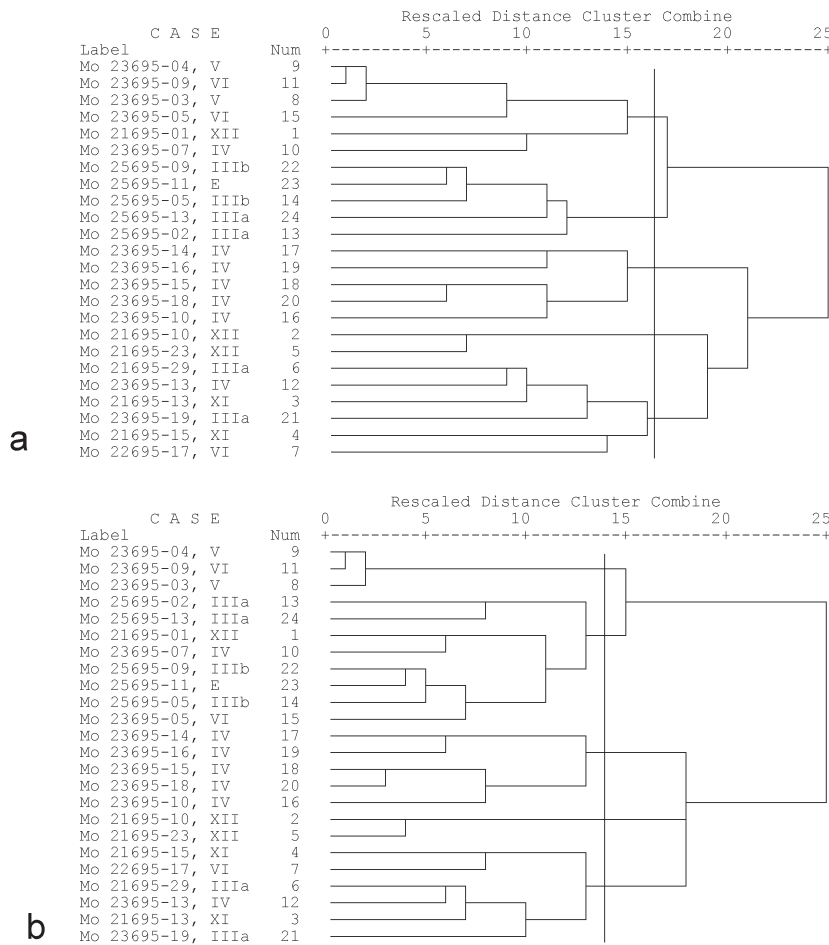 Rescaled Distance Cluster Combine
C A S E 0 5 10 15 20 25
Label Num
Mo 23695-04, V 9
Mo 23695-09, VI 11
Mo 23695-03, V 8
Mo 23695-05, VI 15
Mo 21695-01, XII 1
Mo 23695-07, IV 10
Mo 25695-09, IIIb 22
Mo 25695-11, E 23
Mo 25695-05, IIIb 14
Mo 25695-13, IIIa 24
Mo 25695-02, IIIa 13
Mo 23695-14, IV 17
Mo 23695-16, IV 19
Mo 23695-15, IV 18
Mo 23695-18, IV 20
Mo 23695-10, IV 16
Mo 21695-10, XII 2
Mo 21695-23, XII 5
Mo 21695-29, IIIa 6
Mo 23695-13, IV 12
Mo 21695-13, XI 3
Mo 23695-19, IIIa 21
Mo 21695-15, XI 4
Mo 22695-17, VI 7
a
Rescaled Distance Cluster Combine
C A S E 0 5 10 15 20 25
Label Num
Mo 23695-04, V 9
Mo 23695-09, VI 11
Mo 23695-03, V 8
Mo 25695-02, IIIa 13
Mo 25695-13, IIIa 24
Mo 21695-01, XII 1
Mo 23695-07, IV 10
Mo 25695-09, IIIb 22
Mo 25695-11, E 23
Mo 25695-05, IIIb 14
Mo 23695-05, VI 15
Mo 23695-14, IV 17
Mo 23695-16, IV 19
Mo 23695-15, IV 18
Mo 23695-18, IV 20
Mo 23695-10, IV 16
Mo 21695-10, XII 2
Mo 21695-23, XII 5
Mo 21695-15, XI 4
Mo 22695-17, VI 7
Mo 21695-29, IIIa 6
Mo 23695-13, IV 12
Mo 21695-13, XI 3
Mo 23695-19, IIIa 21
b